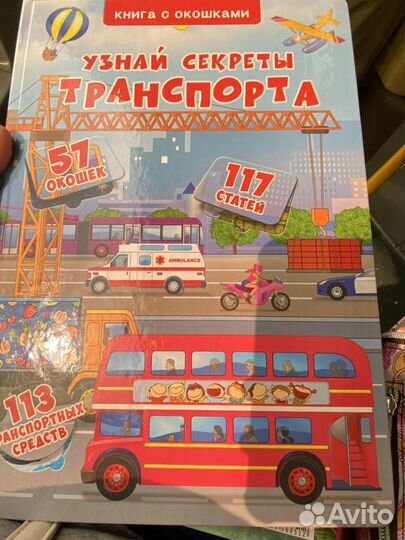 КНИГА С ОКОШКАМИ
УЗНАЙ СЕКРЕТЫ
ТРАНСПОРТА
57
ОКОШЕК
117
СТАТЕЙ
AMBULANCE
113
ТРАНСПОРТНЫХ
СРЕДСТВ
Avito